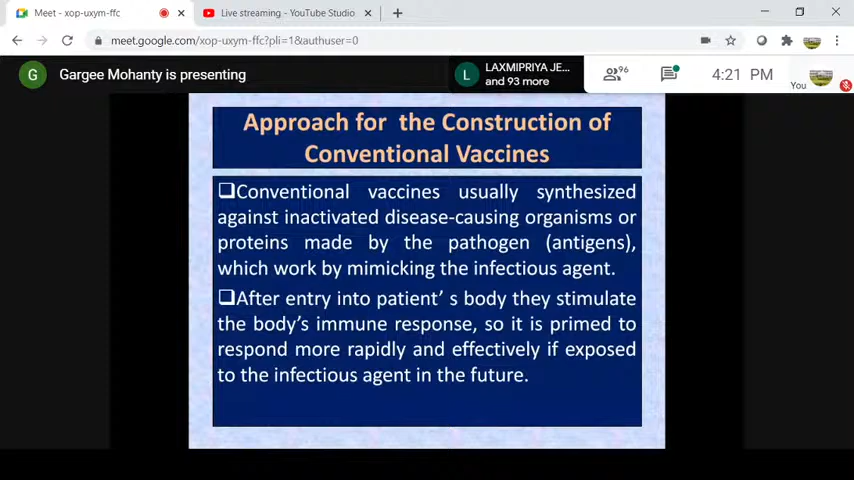 Meet - xop-uxym-ffc
Live streaming - YouTube Studio
meet.google.com/xop-uxym-ffc?pli=1&authuser=0
G
Gargee Mohanty is presenting
L
LAXMIPRIYA JE...
and 93 more
96
4:21 PM
You
Approach for the Construction of
Conventional Vaccines
Conventional vaccines usually synthesized
against inactivated disease-causing organisms or
proteins made by the pathogen (antigens),
which work by mimicking the infectious agent.
After entry into patient' s body they stimulate
the body's immune response, so it is primed to
respond more rapidly and effectively if exposed
to the infectious agent in the future.